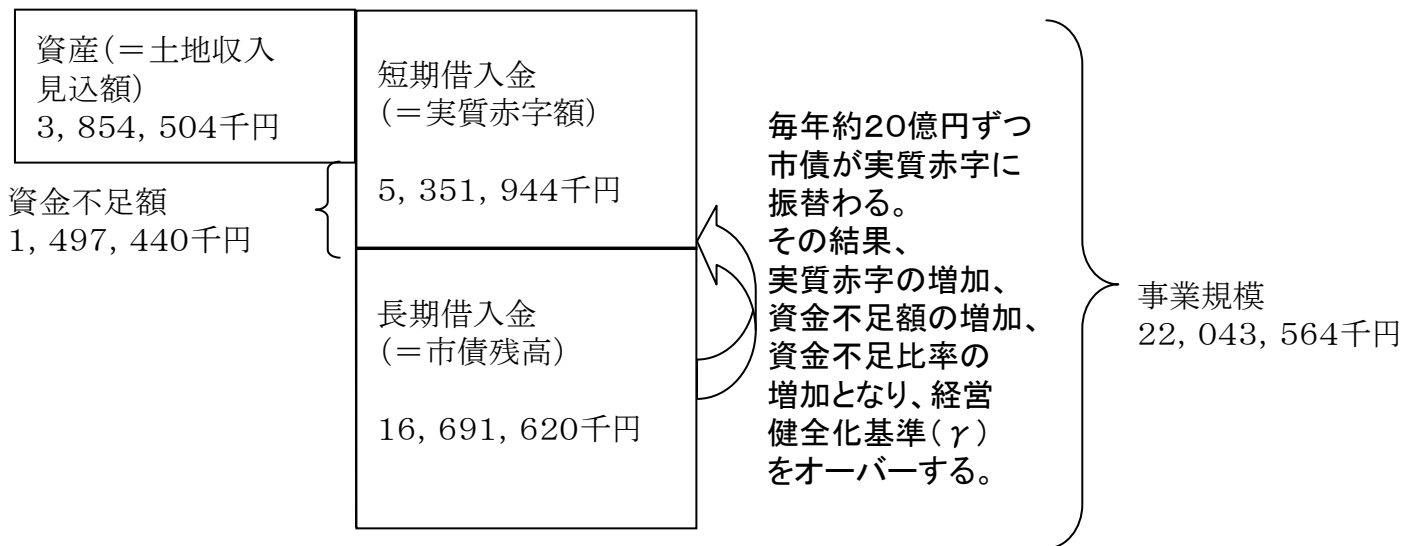 資産(=土地収入
見込額)
3, 854, 504千円
資金不足額
1, 497, 440千円
短期借入金
(=実質赤字額)
5, 351, 944千円
長期借入金
(=市債残高)
16, 691, 620千円
毎年約20億円ずつ
市債が実質赤字に
振替わる。
その結果、
実質赤字の増加、
資金不足額の増加、
資金不足比率の
増加となり、経営
健全化基準(γ)
をオーバーする。
事業規模
22, 043, 564千円